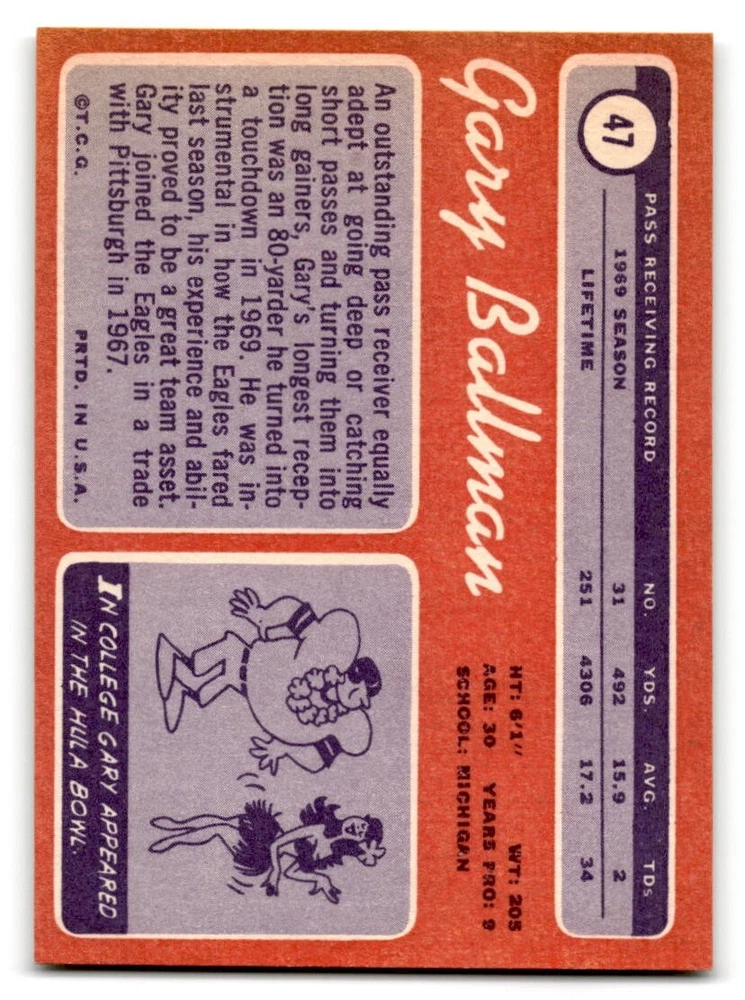 47
PASS RECEIVING RECORD NO. YDS. AVG. TDs
1969 SEASON 31 492 15.9 2
LIFETIME 251 4306 17.2 34
Gary Ballman
HT: 6'1" WT: 205
AGE: 30 YEARS PRO: 9
SCHOOL: MICHIGAN
An outstanding pass receiver equally
adept at going deep or catching
short passes and turning them into
long gainers, Gary's longest recep-
tion was an 80-yarder he turned into
a touchdown in 1969. He was in-
strumental in how the Eagles fared
last season, his experience and abil-
ity proved to be a great team asset.
Gary joined the Eagles in a trade
with Pittsburgh in 1967.
©T.C.G. PRTD. IN U.S.A.
IN COLLEGE GARY APPEARED
IN THE HULA BOWL.